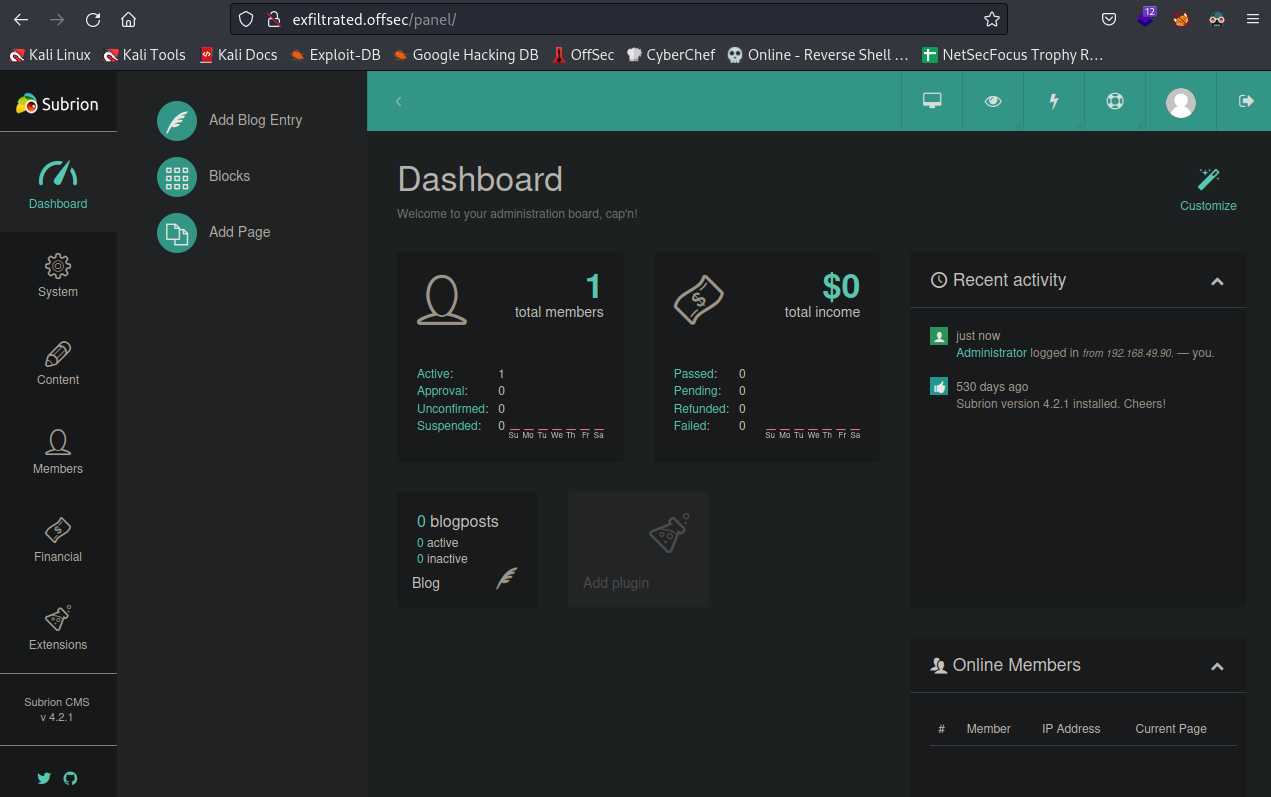 exfiltrated.offsec/panel/
12
Kali Linux Kali Tools Kali Docs Exploit-DB Google Hacking DB OffSec CyberChef Online - Reverse Shell … NetSecFocus Trophy R…
Subrion
Dashboard
System
Content
Members
Financial
Extensions
Subrion CMS
v 4.2.1
Add Blog Entry
Blocks
Add Page
Dashboard
Welcome to your administration board, cap'n!
Customize
1
total members
Active: 1
Approval: 0
Unconfirmed: 0
Suspended: 0
Su Mo Tu We Th Fr Sa
$0
total income
Passed: 0
Pending: 0
Refunded: 0
Failed: 0
Su Mo Tu We Th Fr Sa
0 blogposts
0 active
0 inactive
Blog
Add plugin
Recent activity
just now
Administrator logged in from 192.168.49.90. — you.
530 days ago
Subrion version 4.2.1 installed. Cheers!
Online Members
# Member IP Address Current Page